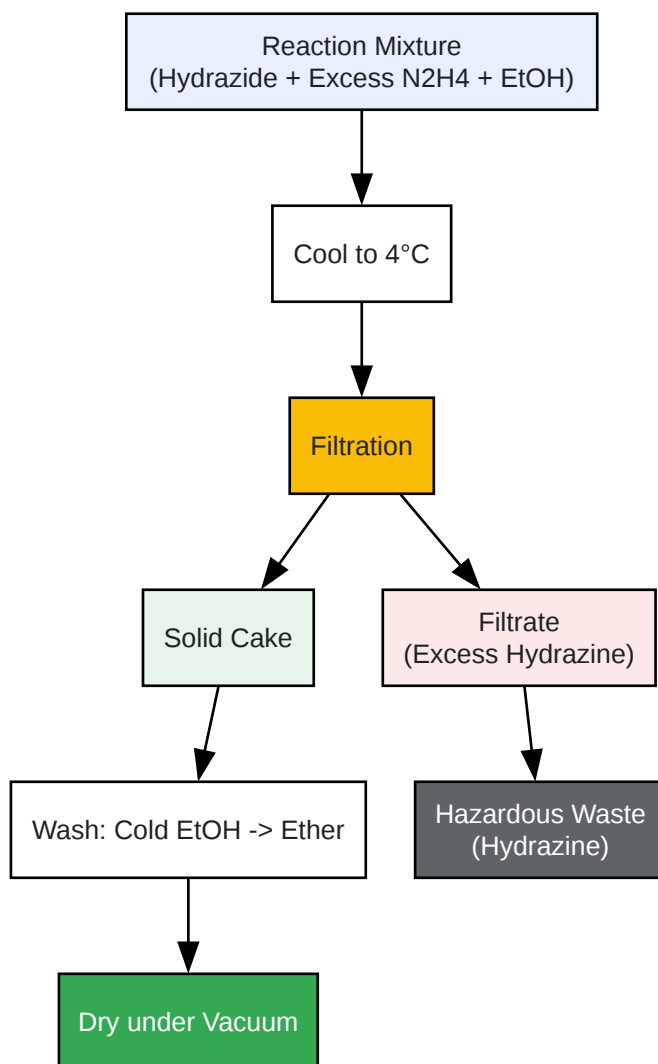 Reaction Mixture
(Hydrazide + Excess N2H4 + EtOH)
Cool to 4°C
Filtration
Solid Cake
Filtrate
(Excess Hydrazine)
Wash: Cold EtOH -> Ether
Hazardous Waste
(Hydrazine)
Dry under Vacuum